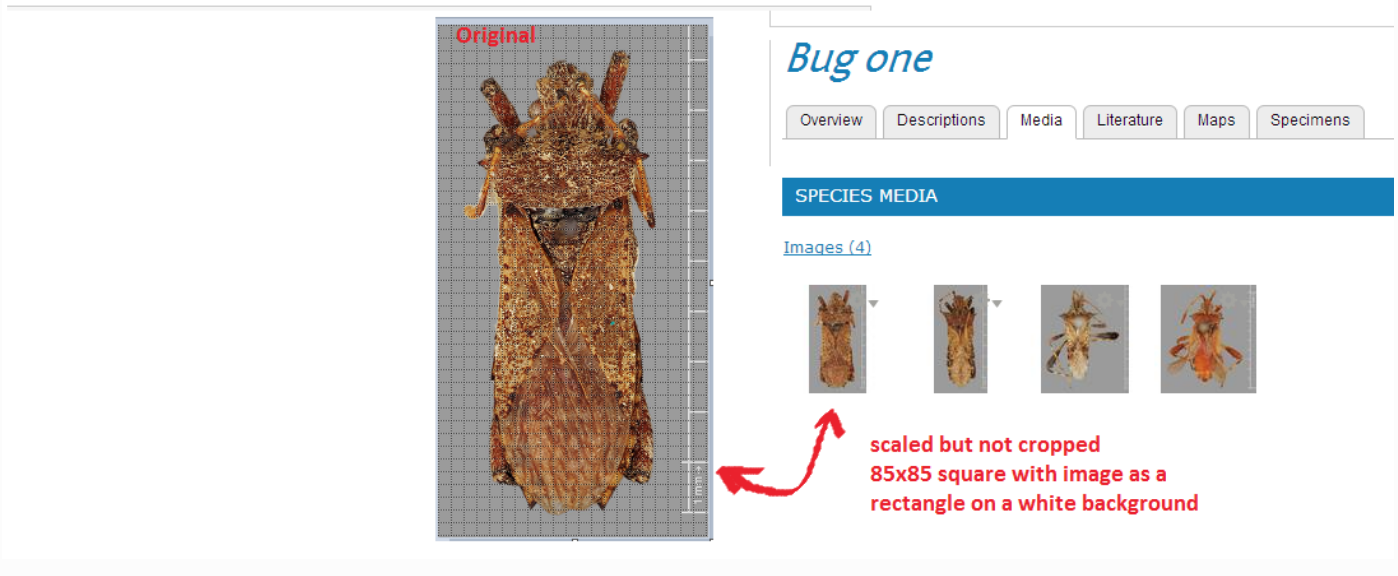 Original
Bug one
Overview
Descriptions
Media
Literature
Maps
Specimens
SPECIES MEDIA
Images (4)
scaled but not cropped
85x85 square with image as a
rectangle on a white background